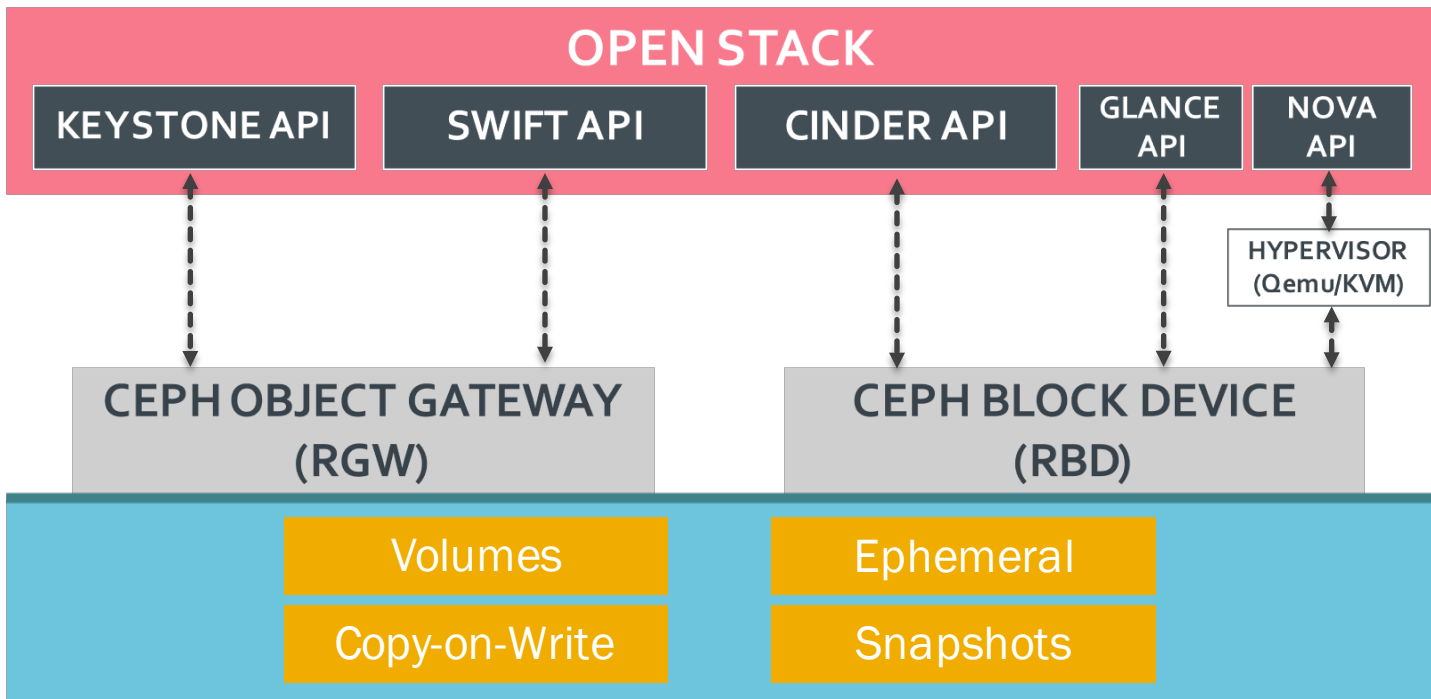 OPEN STACK
KEYSTONE API
SWIFT API
CINDER API
GLANCE
API
NOVA
API
HYPERVISOR
(Qemu/KVM)
CEPH OBJECT GATEWAY
(RGW)
CEPH BLOCK DEVICE
(RBD)
Volumes
Ephemeral
Copy-on-Write
Snapshots